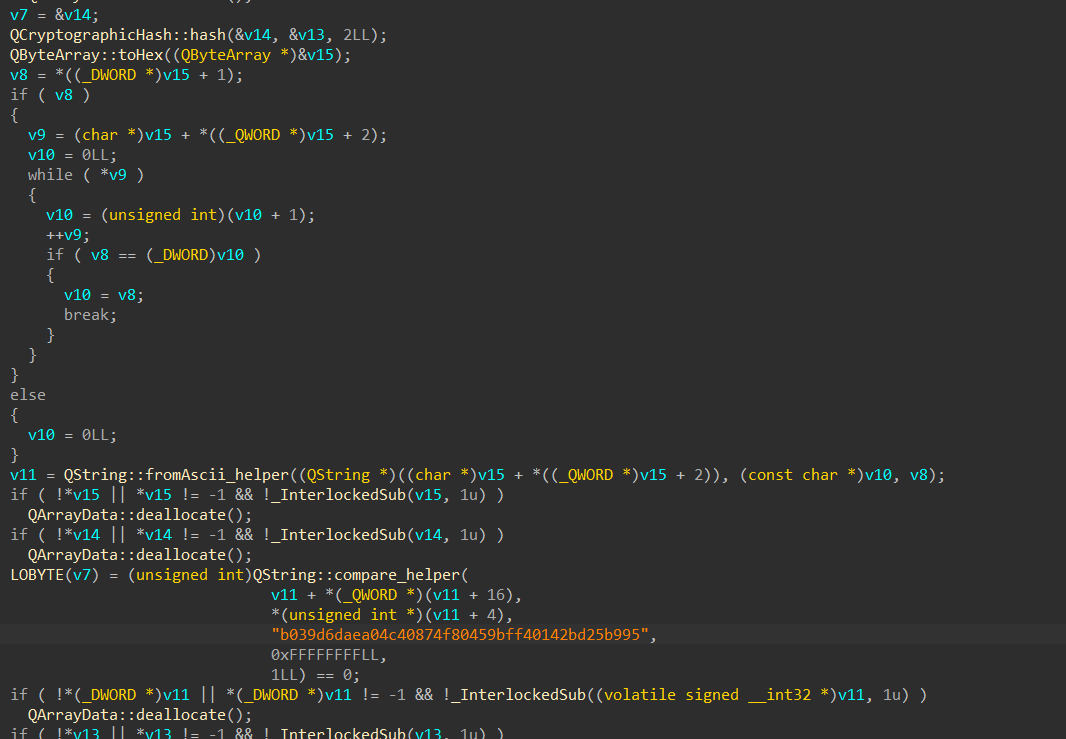 v7 = &v14;
QCryptographicHash::hash(&v14, &v13, 2LL);
QByteArray::toHex((QByteArray *)&v15);
v8 = *((_DWORD *)v15 + 1);
if ( v8 )
{
v9 = (char *)v15 + *((_QWORD *)v15 + 2);
v10 = 0LL;
while ( *v9 )
{
v10 = (unsigned int)(v10 + 1);
++v9;
if ( v8 == (_DWORD)v10 )
{
v10 = v8;
break;
}
}
}
else
{
v10 = 0LL;
}
v11 = QString::fromAscii_helper((QString *)((char *)v15 + *((_QWORD *)v15 + 2)), (const char *)v10, v8);
if ( !*v15 || *v15 != -1 && !_InterlockedSub(v15, 1u) )
QArrayData::deallocate();
if ( !*v14 || *v14 != -1 && !_InterlockedSub(v14, 1u) )
QArrayData::deallocate();
LOBYTE(v7) = (unsigned int)QString::compare_helper(
v11 + *(_QWORD *)(v11 + 16),
*(unsigned int *)(v11 + 4),
"b039d6daea04c40874f80459bff40142bd25b995",
0xFFFFFFFFLL,
1LL) == 0;
if ( !*(_DWORD *)v11 || *(_DWORD *)v11 != -1 && !_InterlockedSub((volatile signed __int32 *)v11, 1u) )
QArrayData::deallocate();
if ( !*v13 || *v13 != -1 && !_InterlockedSub(v13, 1u) )